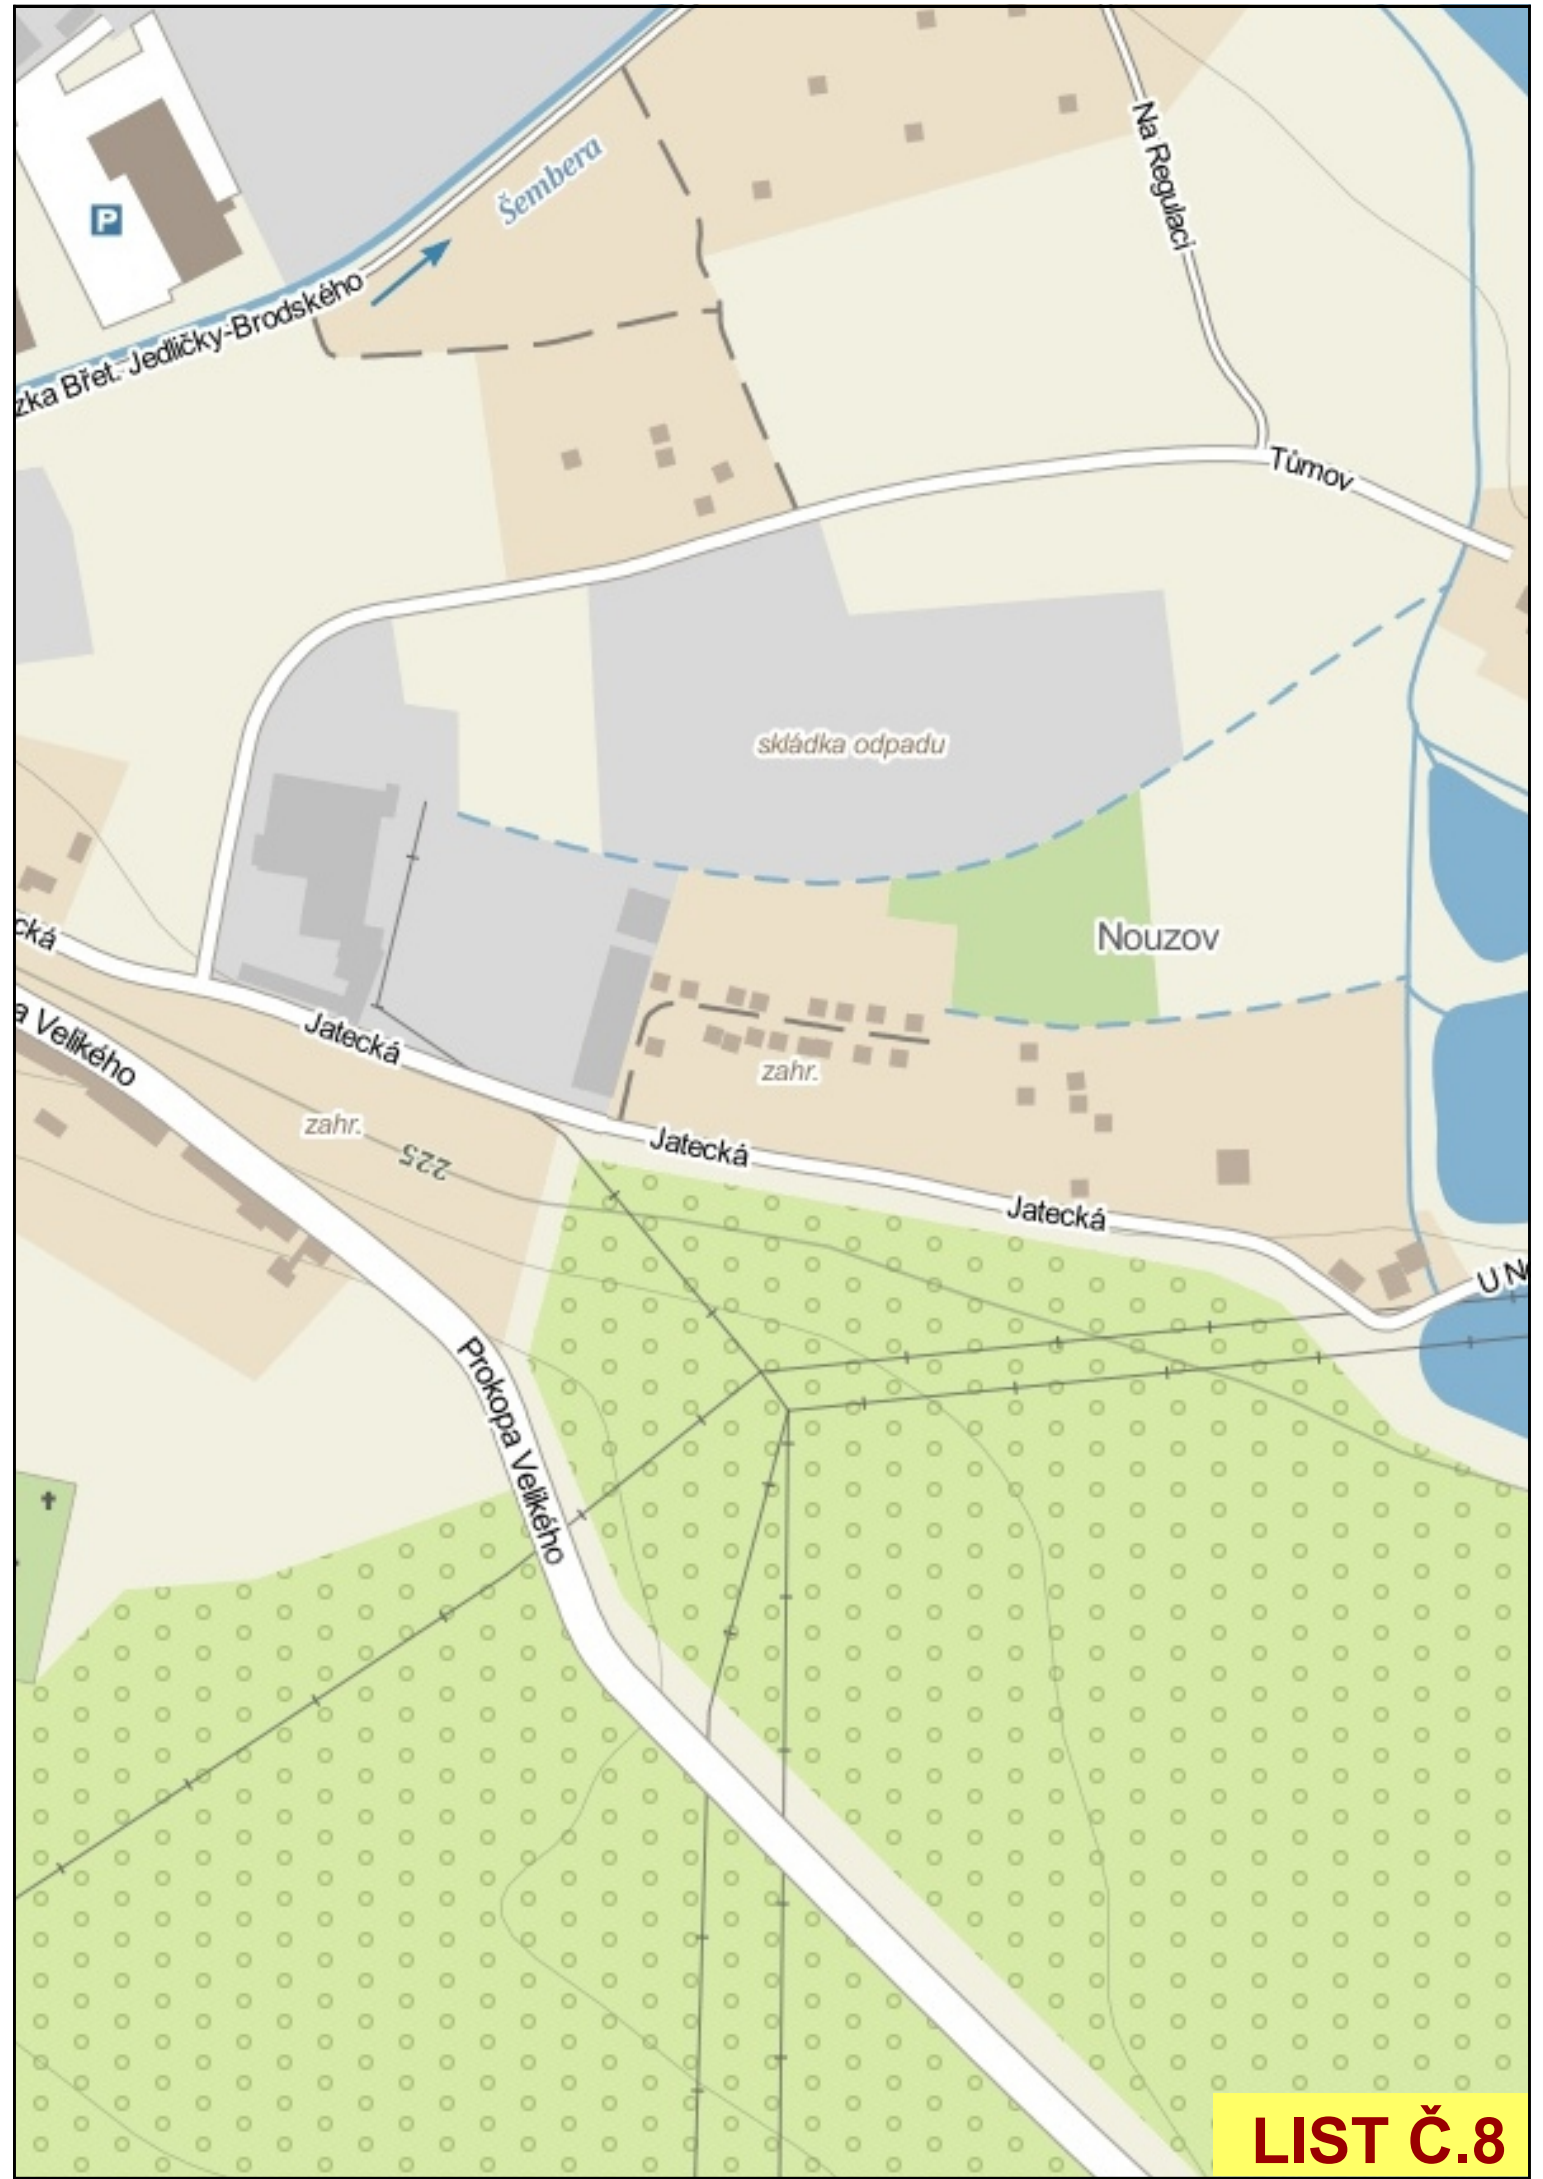 Na Regulaci
Šembera
P
zka Břet. Jedličky-Brodského
Tůmov
skládka odpadu
cká
Nouzov
a Velikého
Jatecká
zahr.
zahr.
225
Jatecká
Jatecká
U No
Prokopa Velikého
LIST Č.8